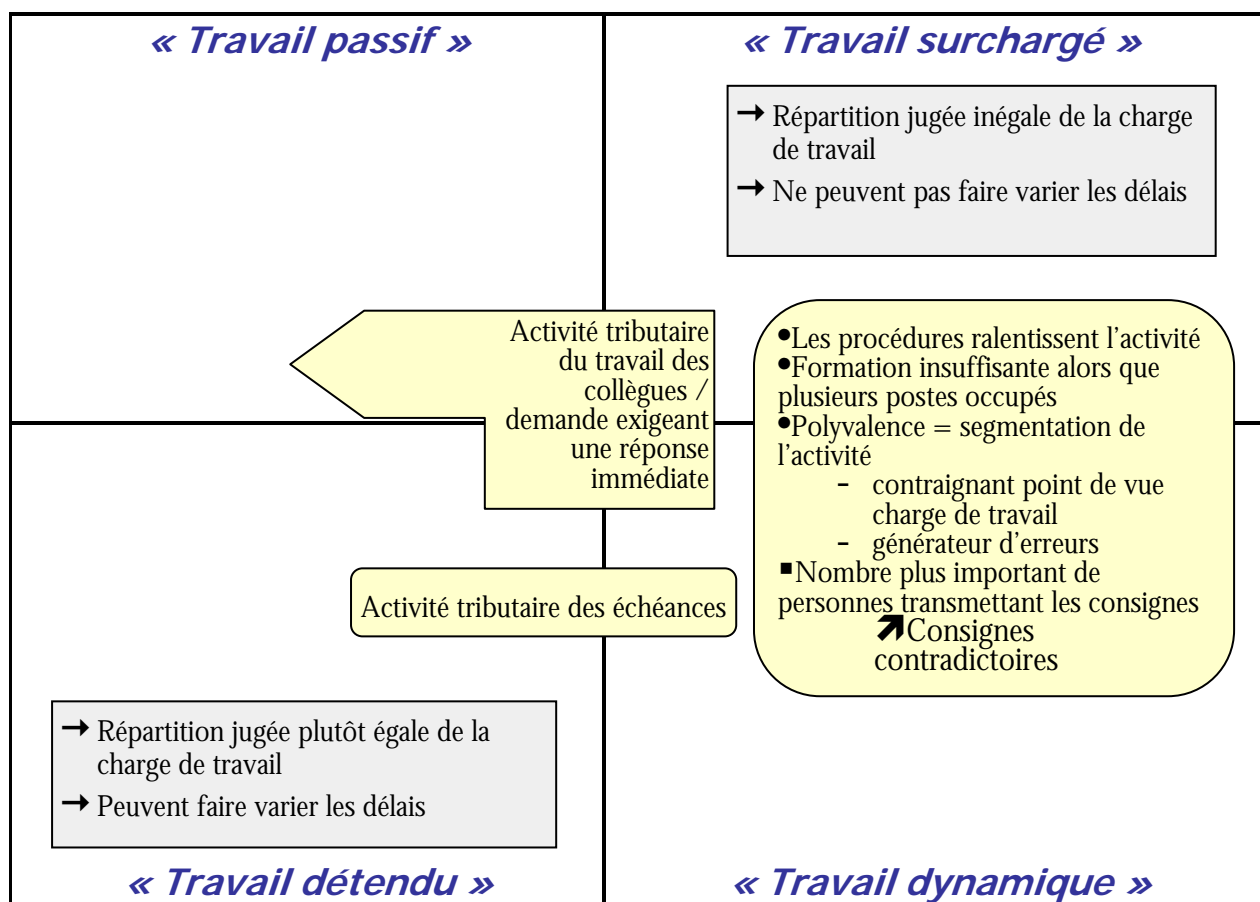 « Travail passif »
« Travail surchargé »
➞ Répartition jugée inégale de la charge
de travail
➞ Ne peuvent pas faire varier les délais
Activité tributaire
du travail des
collègues /
demande exigeant
une réponse
immédiate
●Les procédures ralentissent l’activité
●Formation insuffisante alors que
plusieurs postes occupés
●Polyvalence = segmentation de
l’activité
- contraignant point de vue
charge de travail
- générateur d’erreurs
■Nombre plus important de
personnes transmettant les consignes
➚Consignes
contradictoires
Activité tributaire des échéances
➞ Répartition jugée plutôt égale de la
charge de travail
➞ Peuvent faire varier les délais
« Travail détendu »
« Travail dynamique »